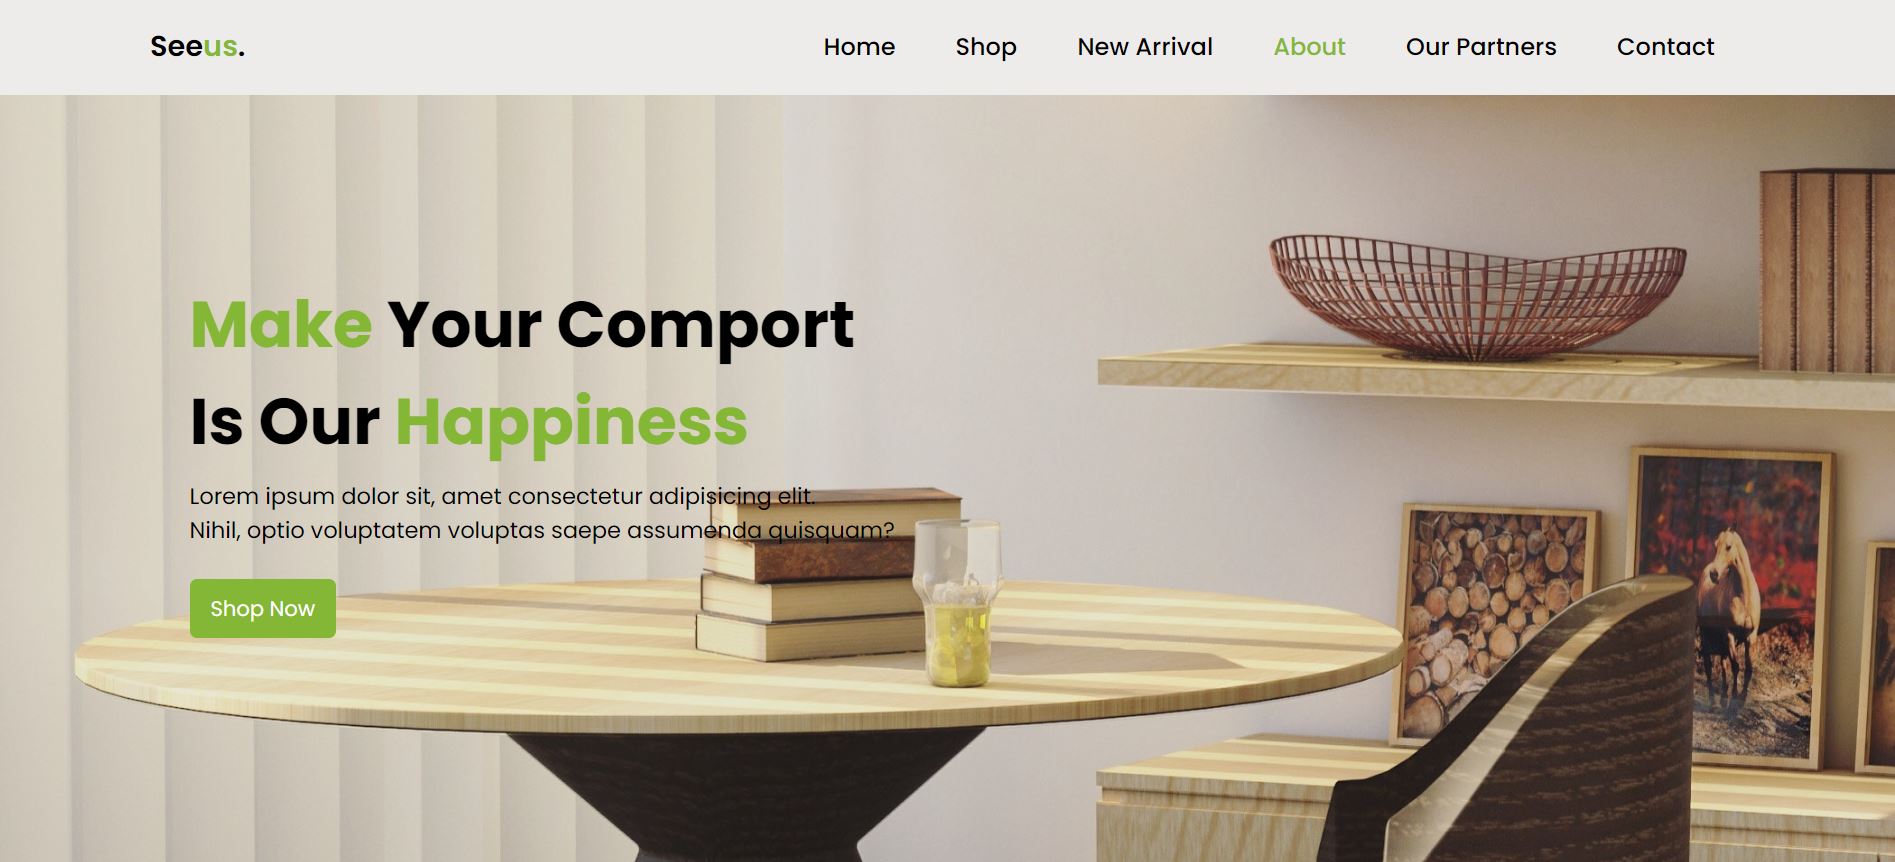 Seeus.
Home Shop New Arrival About Our Partners Contact
Make Your Comport
Is Our Happiness
Lorem ipsum dolor sit, amet consectetur adipisicing elit.
Nihil, optio voluptatem voluptas saepe assumenda quisquam?
Shop Now